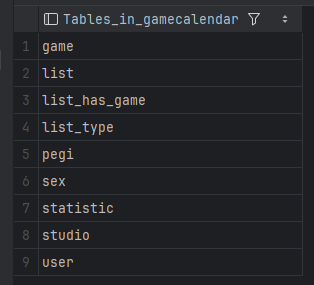 Tables_in_gamecalendar
1 game
2 list
3 list_has_game
4 list_type
5 pegi
6 sex
7 statistic
8 studio
9 user